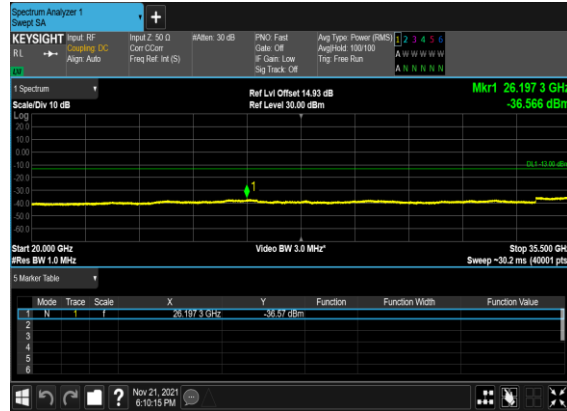 Spectrum Analyzer 1
Swept SA
+
KEYSIGHT Input: RF Input Z: 50 Ω #Atten: 30 dB PNO: Fast Avg Type: Power (RMS) 1 2 3 4 5 6
RL Coupling: DC Corr CCorr Gate: Off Avg|Hold: 100/100 A W W W W W
Align: Auto Freq Ref: Int (S) IF Gain: Low Trig: Free Run
Sig Track: Off A N N N N N
1 Spectrum Ref Lvl Offset 14.93 dB Mkr1 26.197 3 GHz
Scale/Div 10 dB Ref Level 30.00 dBm -36.566 dBm
Log
20.0
10.0
0.00
-10.0 DL1 -13.00 dBm
-20.0
-30.0 1
-40.0
-50.0
-60.0
Start 20.000 GHz Video BW 3.0 MHz* Stop 35.500 GHz
#Res BW 1.0 MHz Sweep ~30.2 ms (40001 pts)
5 Marker Table
Mode Trace Scale X Y Function Function Width Function Value
1 N 1 f 26.197 3 GHz -36.57 dBm
2
3
4
5
6
? Nov 21, 2021
6:10:15 PM